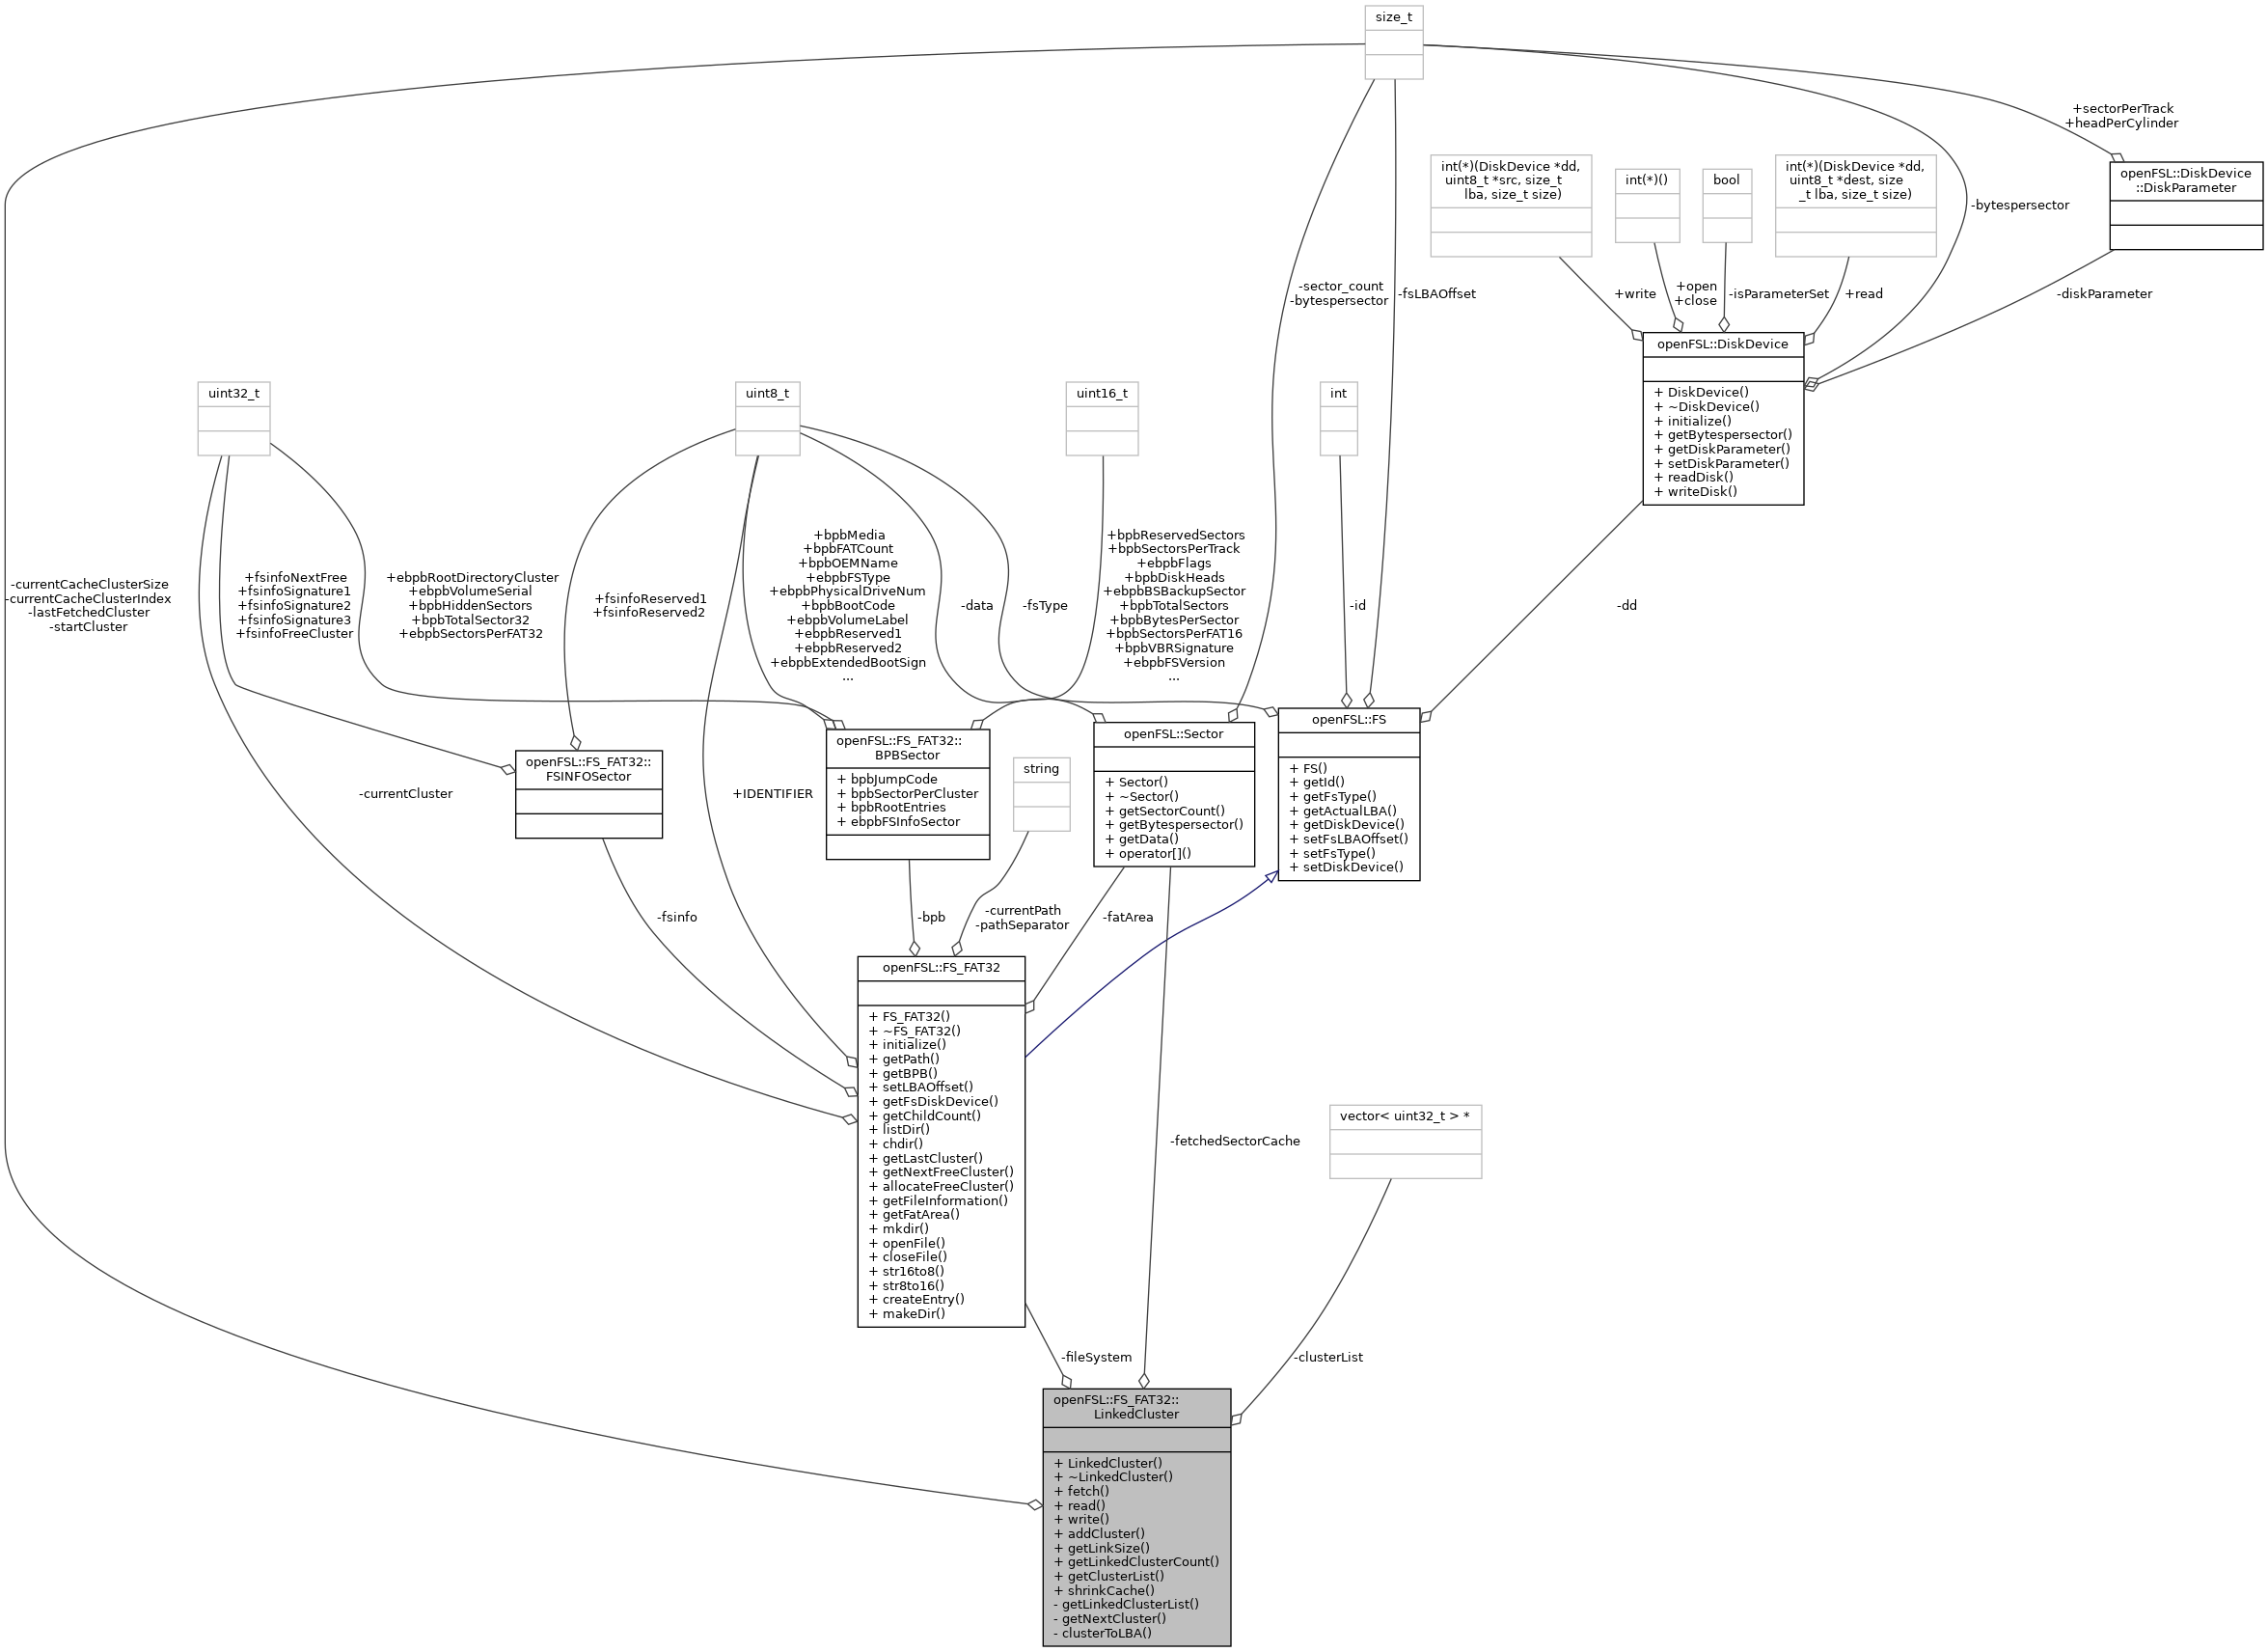 size_t
+sectorPerTrack
+headPerCylinder
int(*)(DiskDevice *dd,
uint8_t *src, size_t
lba, size_t size)
int(*)()
bool
int(*)(DiskDevice *dd,
uint8_t *dest, size
_t lba, size_t size)
-bytespersector
openFSL::DiskDevice
::DiskParameter
-sector_count
-bytespersector
-fsLBAOffset
+write
+open
+close
-isParameterSet
+read
-diskParameter
openFSL::DiskDevice
+ DiskDevice()
+ ~DiskDevice()
+ initialize()
+ getBytespersector()
+ getDiskParameter()
+ setDiskParameter()
+ readDisk()
+ writeDisk()
uint32_t
uint8_t
uint16_t
int
-currentCacheClusterSize
-currentCacheClusterIndex
-lastFetchedCluster
-startCluster
+fsinfoNextFree
+fsinfoSignature1
+fsinfoSignature2
+fsinfoSignature3
+fsinfoFreeCluster
+ebpbRootDirectoryCluster
+ebpbVolumeSerial
+bpbHiddenSectors
+bpbTotalSector32
+ebpbSectorsPerFAT32
+fsinfoReserved1
+fsinfoReserved2
+bpbMedia
+bpbFATCount
+bpbOEMName
+ebpbFSType
+ebpbPhysicalDriveNum
+bpbBootCode
+ebpbVolumeLabel
+ebpbReserved1
+ebpbReserved2
+ebpbExtendedBootSign
...
-data
-fsType
+bpbReservedSectors
+bpbSectorsPerTrack
+ebpbFlags
+bpbDiskHeads
+ebpbBSBackupSector
+bpbTotalSectors
+bpbBytesPerSector
+bpbSectorsPerFAT16
+bpbVBRSignature
+ebpbFSVersion
...
-id
-dd
-currentCluster
openFSL::FS_FAT32::
FSINFOSector
+IDENTIFIER
openFSL::FS_FAT32::
BPBSector
+ bpbJumpCode
+ bpbSectorPerCluster
+ bpbRootEntries
+ ebpbFSInfoSector
string
openFSL::Sector
+ Sector()
+ ~Sector()
+ getSectorCount()
+ getBytespersector()
+ getData()
+ operator[]()
openFSL::FS
+ FS()
+ getId()
+ getFsType()
+ getActualLBA()
+ getDiskDevice()
+ setFsLBAOffset()
+ setFsType()
+ setDiskDevice()
-fsinfo
-bpb
-currentPath
-pathSeparator
-fatArea
openFSL::FS_FAT32
+ FS_FAT32()
+ ~FS_FAT32()
+ initialize()
+ getPath()
+ getBPB()
+ setLBAOffset()
+ getFsDiskDevice()
+ getChildCount()
+ listDir()
+ chdir()
+ getLastCluster()
+ getNextFreeCluster()
+ allocateFreeCluster()
+ getFileInformation()
+ getFatArea()
+ mkdir()
+ openFile()
+ closeFile()
+ str16to8()
+ str8to16()
+ createEntry()
+ makeDir()
-fetchedSectorCache
vector< uint32_t > *
-fileSystem
-clusterList
openFSL::FS_FAT32::
LinkedCluster
+ LinkedCluster()
+ ~LinkedCluster()
+ fetch()
+ read()
+ write()
+ addCluster()
+ getLinkSize()
+ getLinkedClusterCount()
+ getClusterList()
+ shrinkCache()
- getLinkedClusterList()
- getNextCluster()
- clusterToLBA()